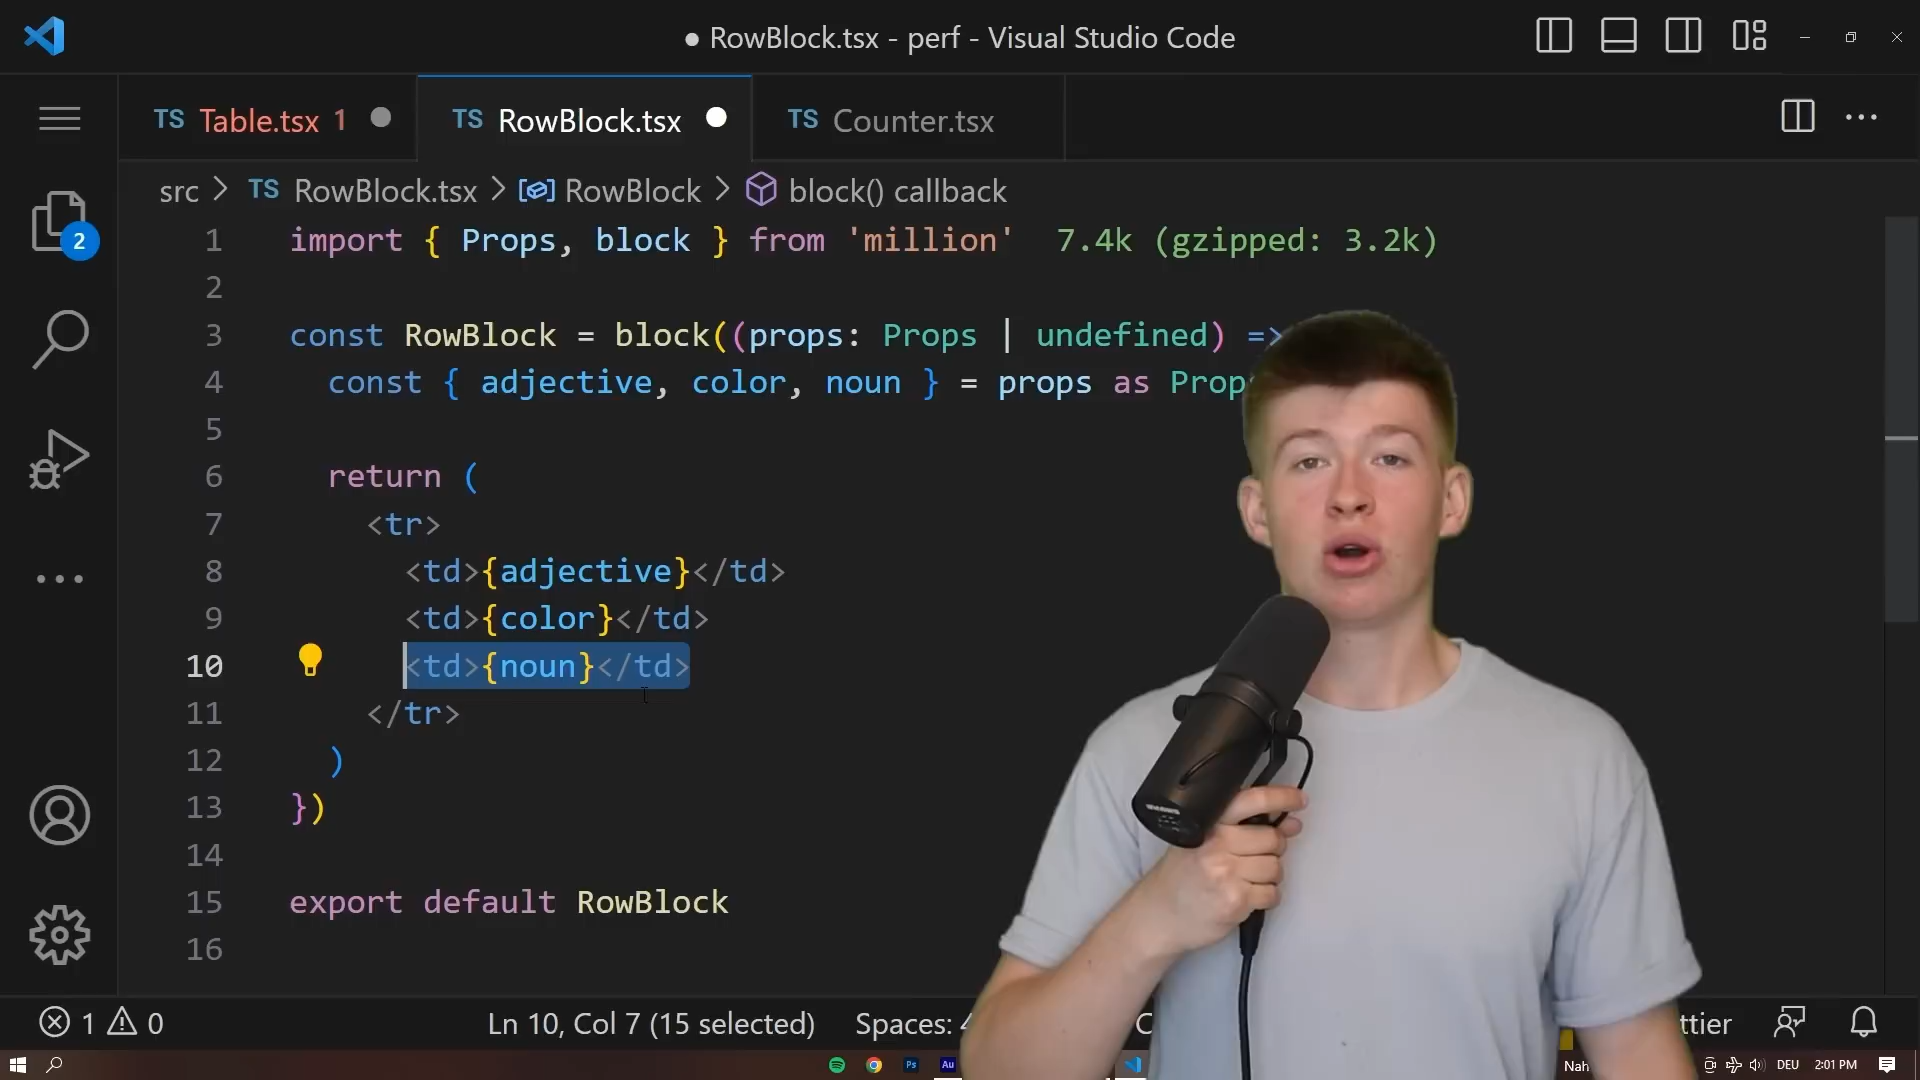 ● RowBlock.tsx - perf - Visual Studio Code
TS Table.tsx 1
TS RowBlock.tsx
TS Counter.tsx
src > TS RowBlock.tsx > RowBlock > block() callback
2
1 import { Props, block } from 'million' 7.4k (gzipped: 3.2k)
2
3 const RowBlock = block((props: Props | undefined) =>
4 const { adjective, color, noun } = props as Prop
5
6 return (
7 <tr>
8 <td>{adjective}</td>
9 <td>{color}</td>
10 <td>{noun}</td>
11 </tr>
12 )
13 })
14
15 export default RowBlock
16
1 0
Ln 10, Col 7 (15 selected)
Spaces:
ttier
Ps
Au
Nah
DEU
2:01 PM